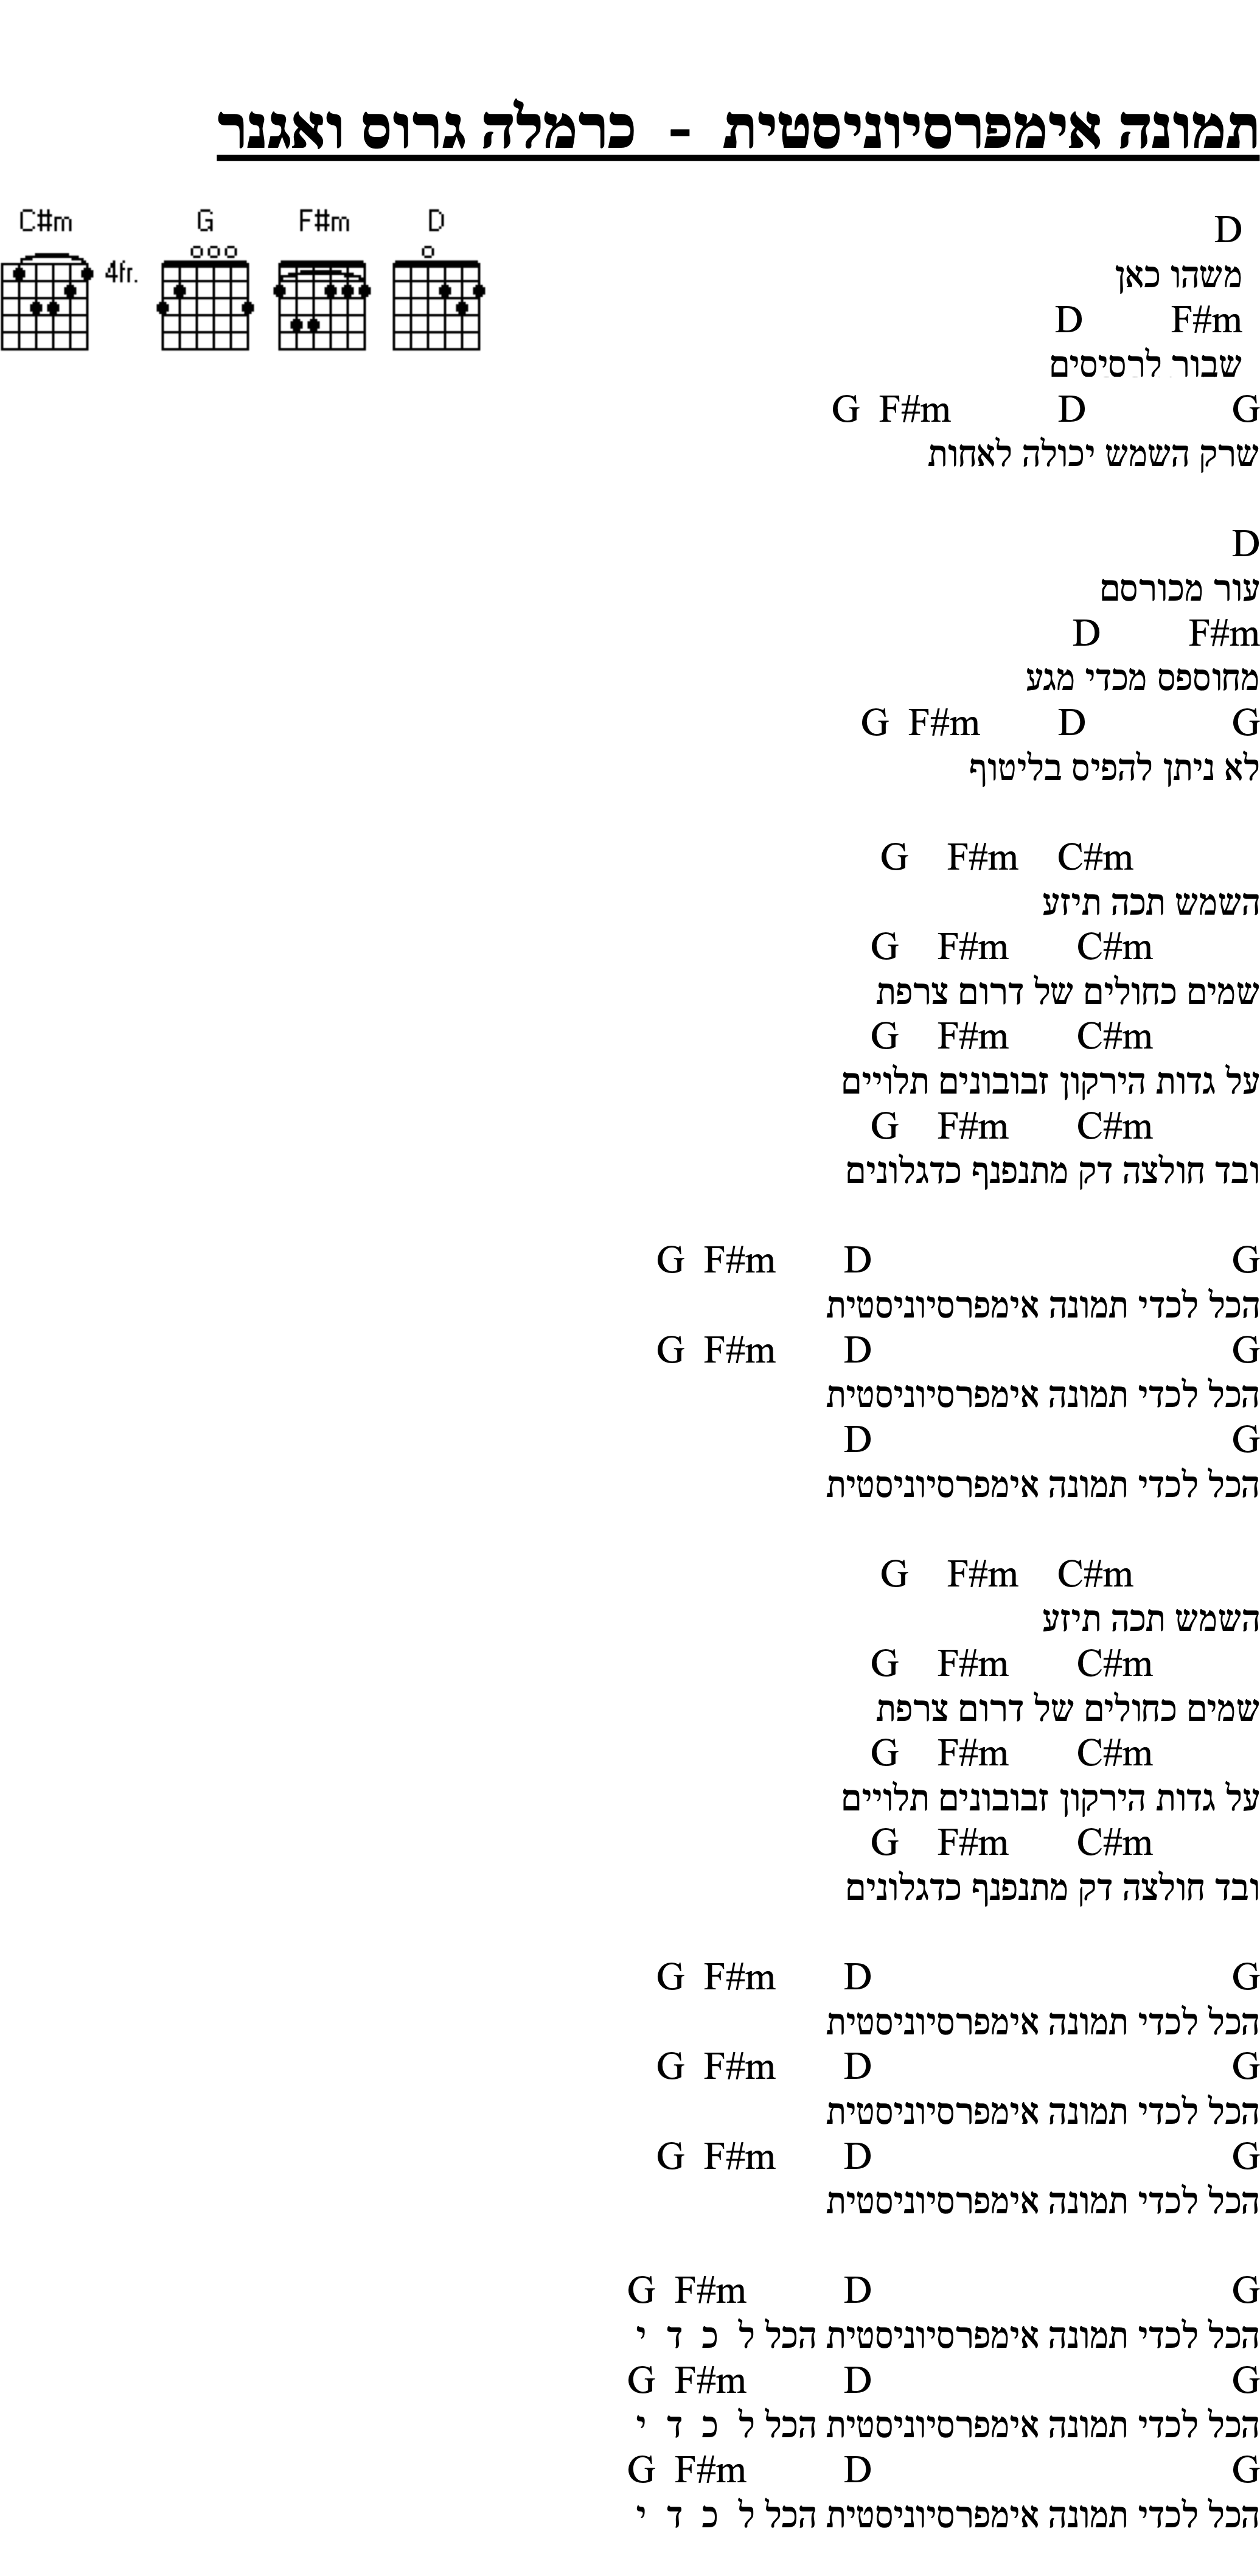 תמונה אימפרסיוניסטית - כרמלה גרוס ואגנר
C#m G F#m D
4fr.
D
משהו כאן
D F#m
שבור לרסיסים
G F#m D G
שרק השמש יכולה לאחות
D
עור מכורסם
D F#m
מחוספס מכדי מגע
G F#m D G
לא ניתן להפיס בליטוף
G F#m C#m
השמש תכה תיזע
G F#m C#m
שמים כחולים של דרום צרפת
G F#m C#m
על גדות הירקון זבובונים תלויים
G F#m C#m
ובד חולצה דק מתנפנף כדגלונים
G F#m D G
הכל לכדי תמונה אימפרסיוניסטית
G F#m D G
הכל לכדי תמונה אימפרסיוניסטית
D G
הכל לכדי תמונה אימפרסיוניסטית
G F#m C#m
השמש תכה תיזע
G F#m C#m
שמים כחולים של דרום צרפת
G F#m C#m
על גדות הירקון זבובונים תלויים
G F#m C#m
ובד חולצה דק מתנפנף כדגלונים
G F#m D G
הכל לכדי תמונה אימפרסיוניסטית
G F#m D G
הכל לכדי תמונה אימפרסיוניסטית
G F#m D G
הכל לכדי תמונה אימפרסיוניסטית
G F#m D G
הכל לכדי תמונה אימפרסיוניסטית הכל ל כ ד י
G F#m D G
הכל לכדי תמונה אימפרסיוניסטית הכל ל כ ד י
G F#m D G
הכל לכדי תמונה אימפרסיוניסטית הכל ל כ ד י